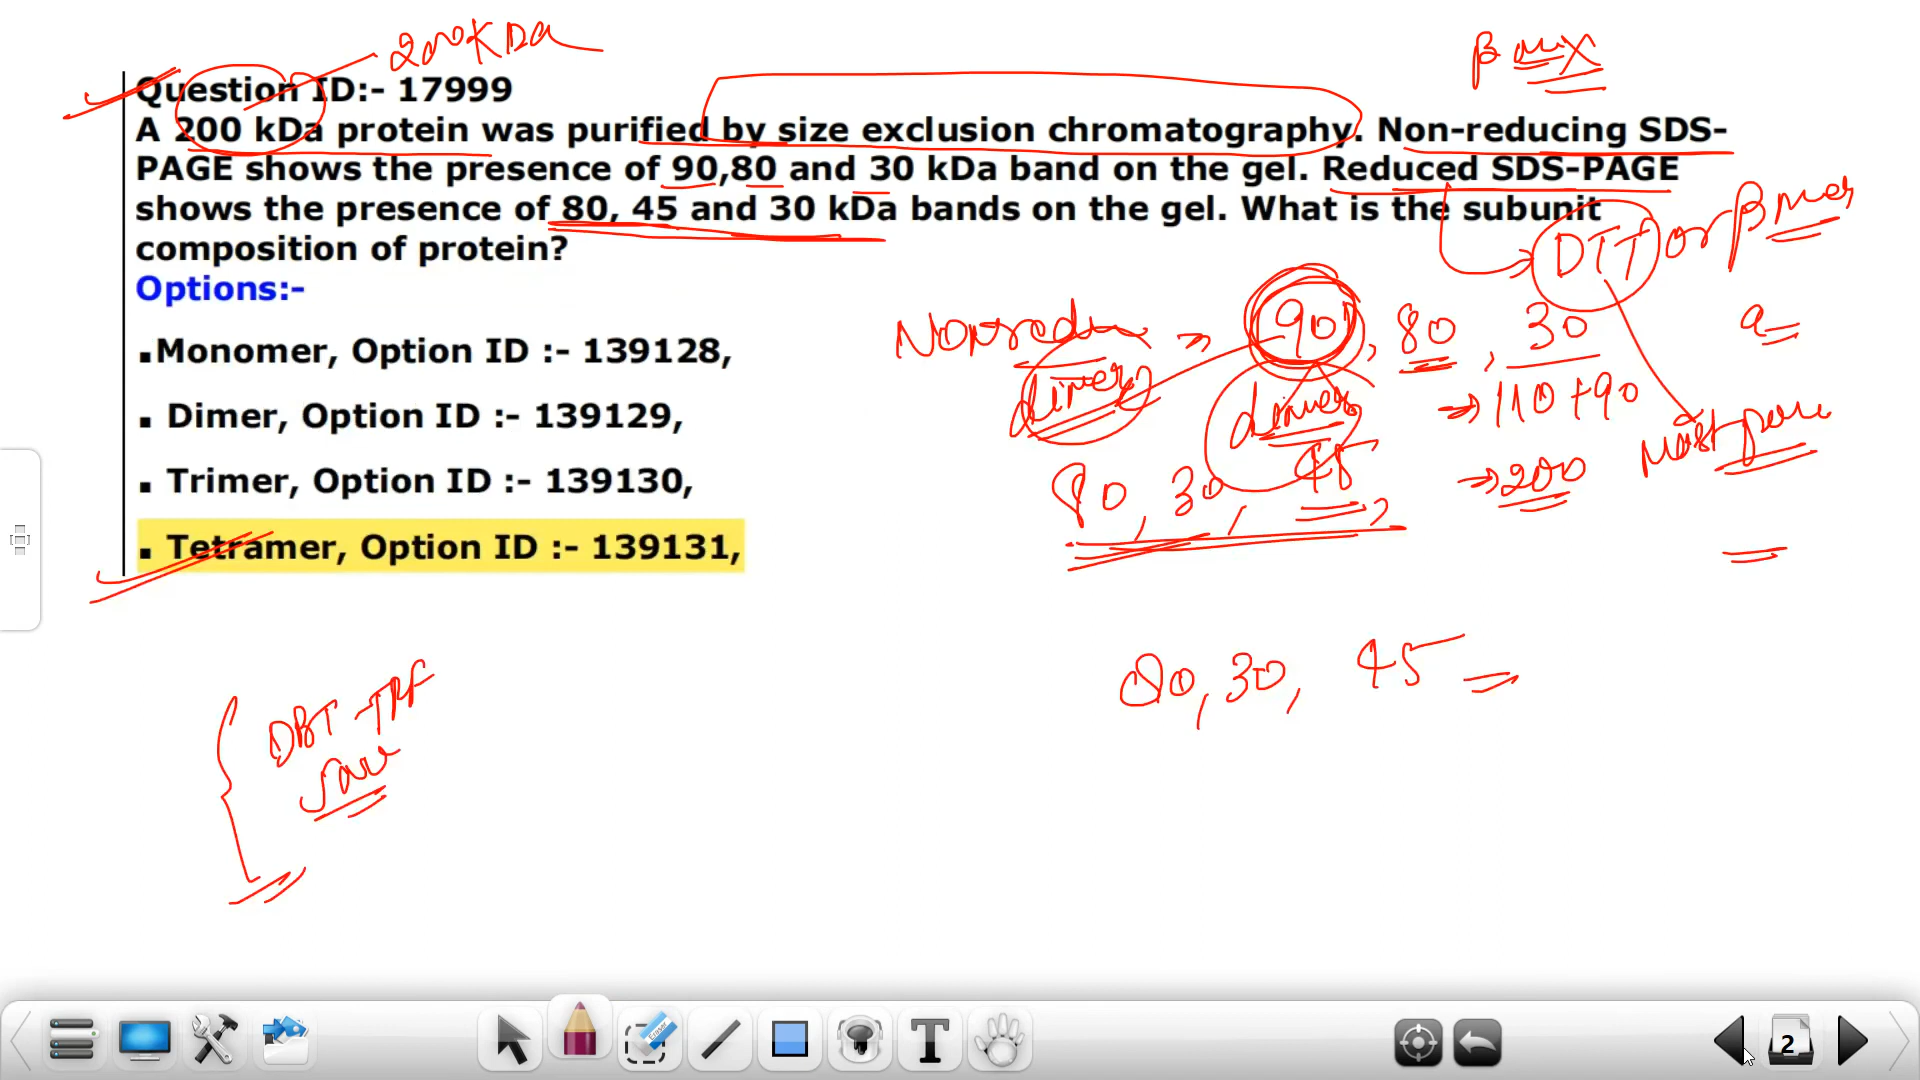 200KDa
β mex
Question ID:- 17999
A 200 kDa protein was purified by size exclusion chromatography. Non-reducing SDS-
PAGE shows the presence of 90,80 and 30 kDa band on the gel. Reduced SDS-PAGE
shows the presence of 80, 45 and 30 kDa bands on the gel. What is the subunit
composition of protein?
DTT or β mer
Options:-
90, 80, 30
▪Monomer, Option ID :- 139128,
dimer
dimer
→ 110 + 90
▪ Dimer, Option ID :- 139129,
80, 30, 45,
→ 200
▪ Trimer, Option ID :- 139130,
▪ Tetramer, Option ID :- 139131,
80, 30, 45 =
DBT-JRF
2